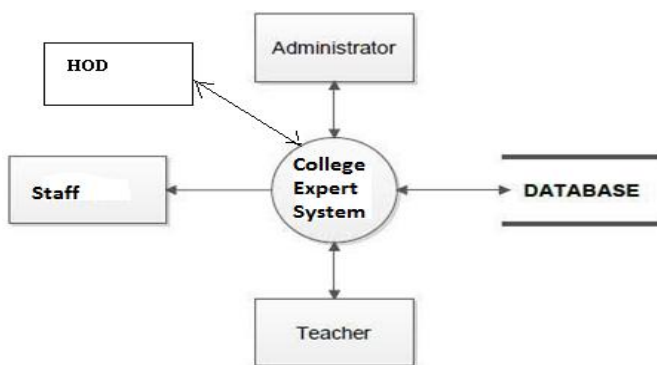 Administrator
HOD
College
Expert
System
Staff
DATABASE
Teacher